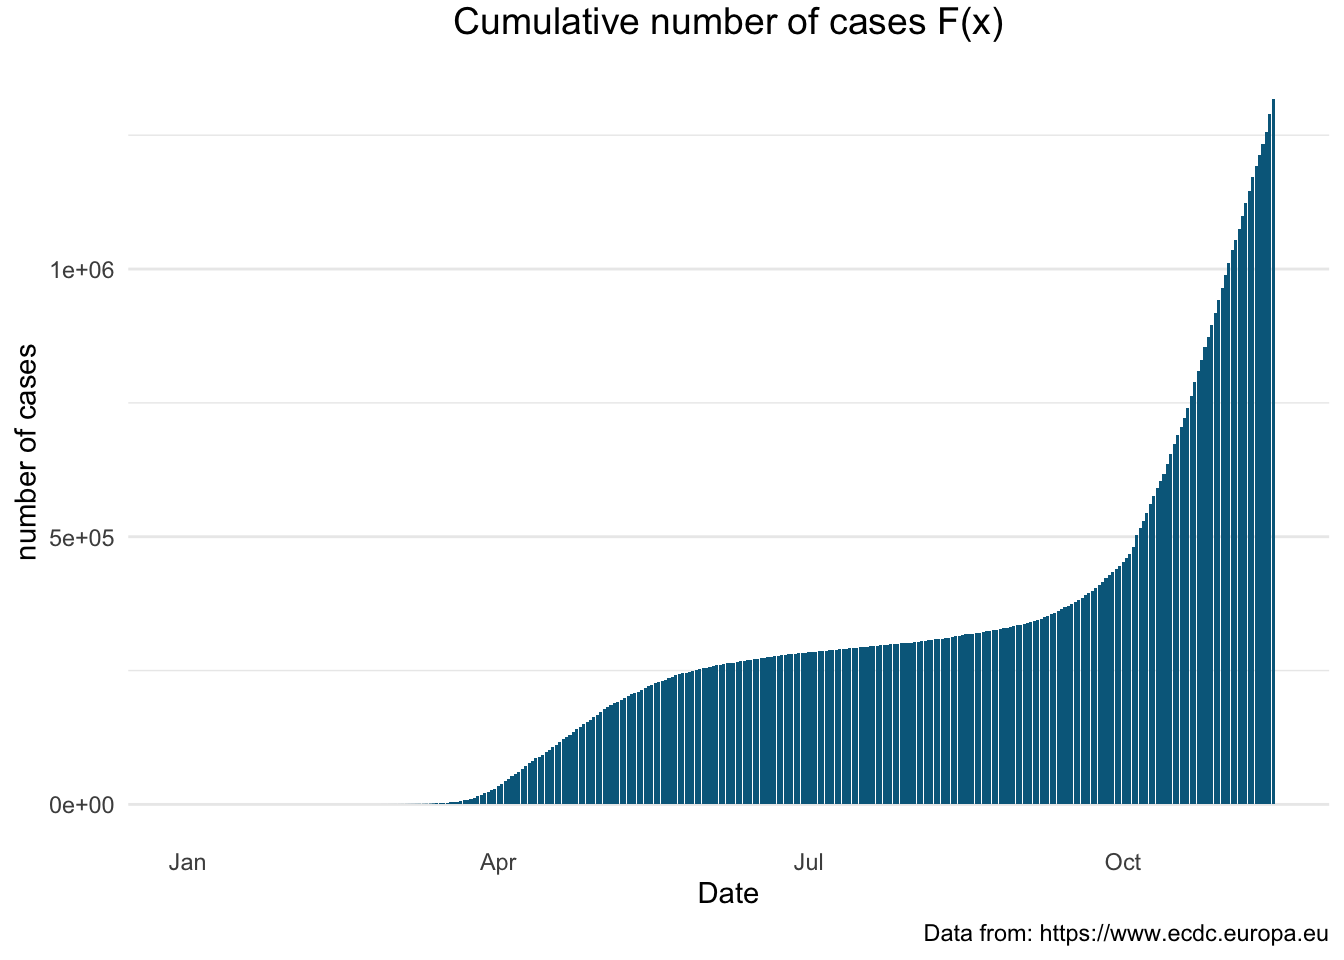 Cumulative number of cases F(x)
number of cases
1e+06
5e+05
0e+00
Jan Apr Jul Oct
Date
Data from: https://www.ecdc.europa.eu